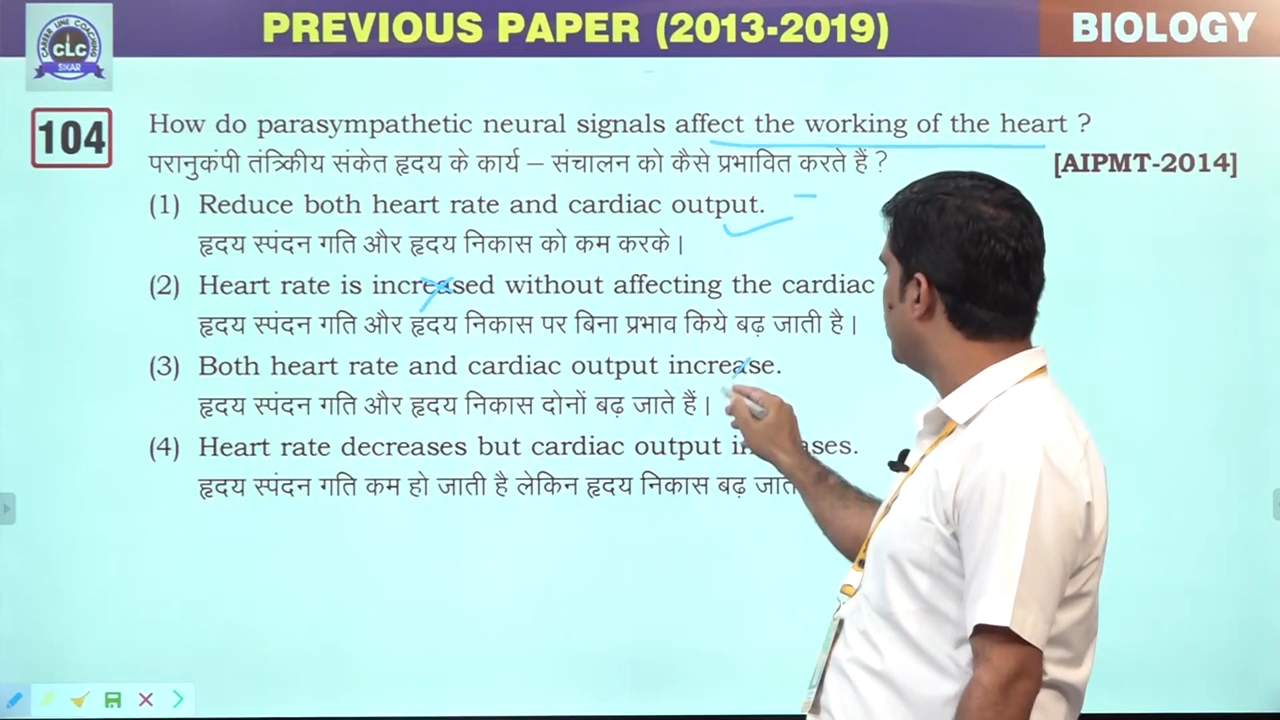 CAREER LINE COACHING
CLC
SIKAR
PREVIOUS PAPER (2013-2019)
BIOLOGY
104
How do parasympathetic neural signals affect the working of the heart ?
परानुकंपी तंत्रिकीय संकेत हृदय के कार्य – संचालन को कैसे प्रभावित करते हैं ?
[AIPMT-2014]
(1) Reduce both heart rate and cardiac output.
हृदय स्पंदन गति और हृदय निकास को कम करके |
(2) Heart rate is increased without affecting the cardiac
हृदय स्पंदन गति और हृदय निकास पर बिना प्रभाव किये बढ़ जाती है |
(3) Both heart rate and cardiac output increase.
हृदय स्पंदन गति और हृदय निकास दोनों बढ़ जाते हैं |
(4) Heart rate decreases but cardiac output
हृदय स्पंदन गति कम हो जाती है लेकिन हृदय निकास बढ़